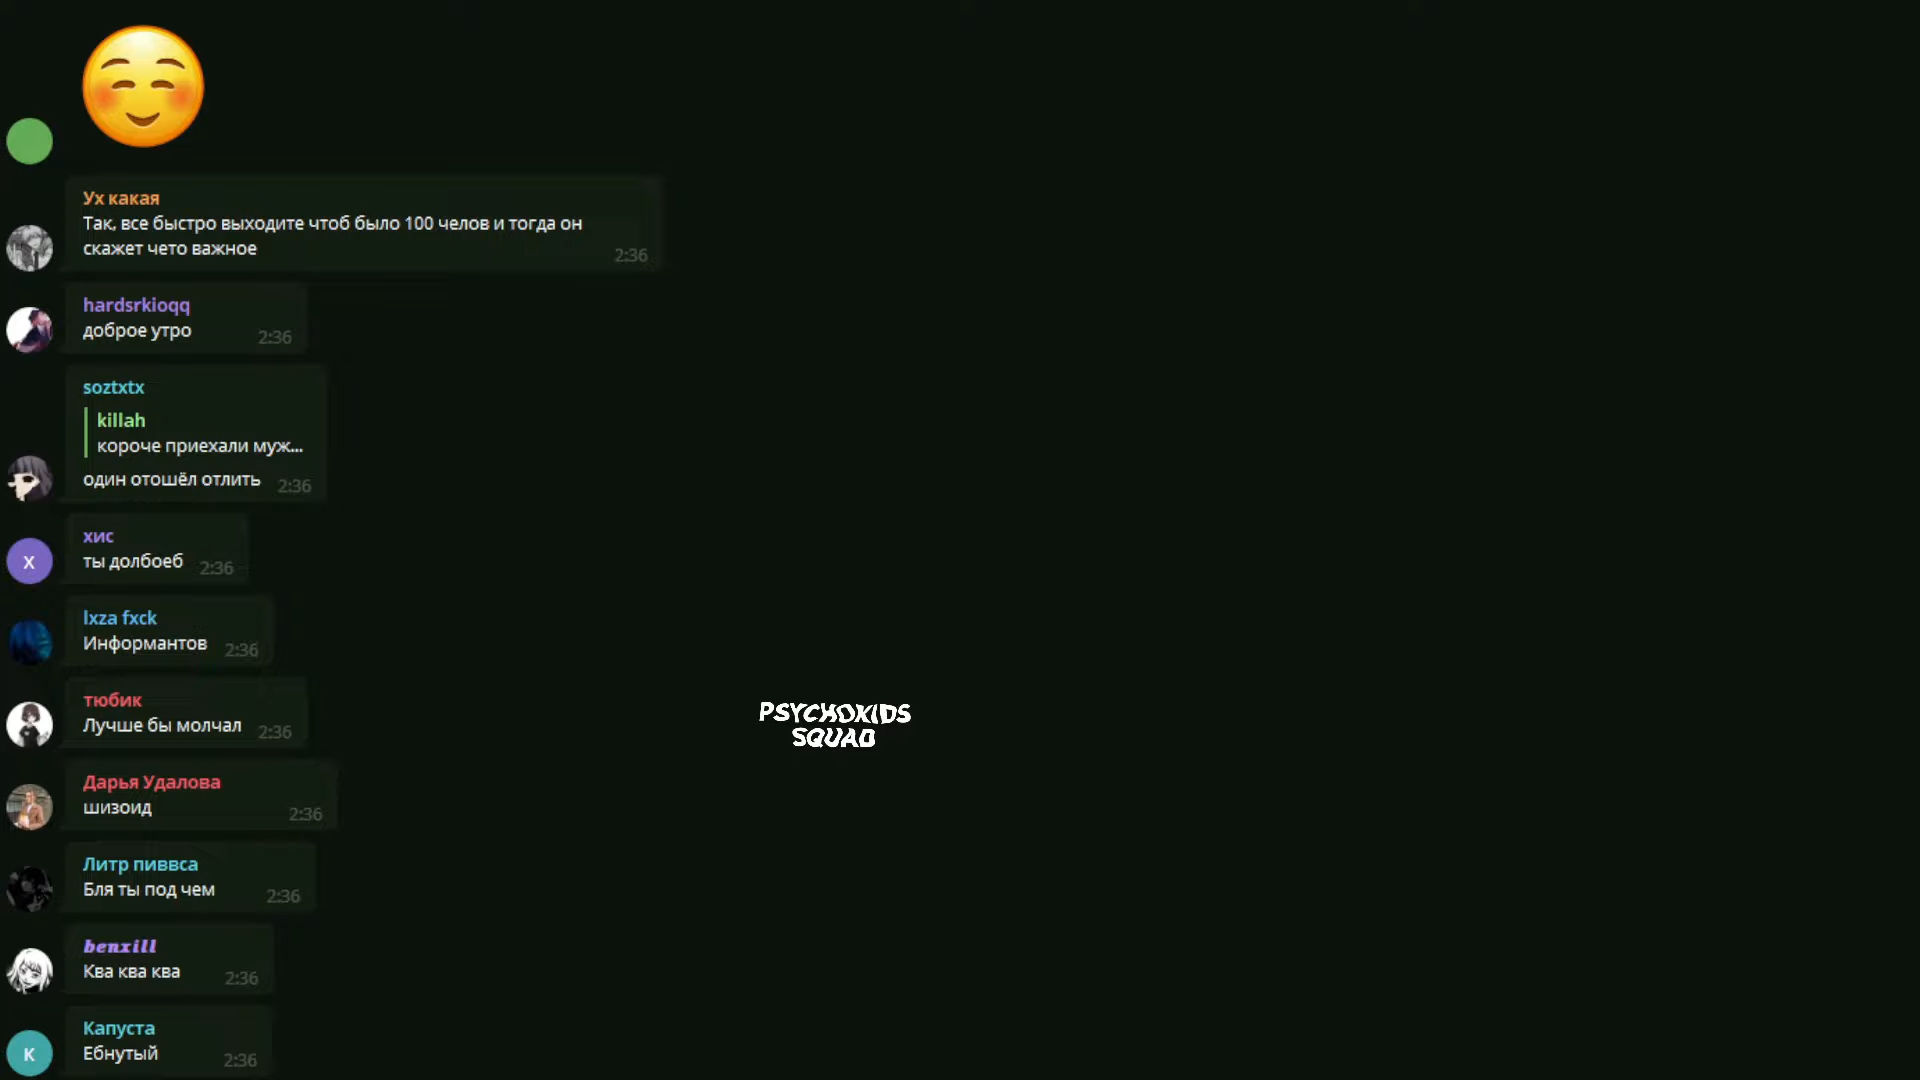 Ух какая
Так, все быстро выходите чтоб было 100 челов и тогда он
скажет чето важное
2:36
hardsrkioqq
доброе утро
2:36
soztxtx
killah
короче приехали муж...
один отошёл отлить
2:36
X
хис
ты долбоеб
2:36
lxza fxck
Информантов
2:36
тюбик
Лучше бы молчал
2:36
PSYCHOKIDS
SQUAD
Дарья Удалова
шизоид
2:36
Литр пиввса
Бля ты под чем
2:36
benxill
Ква ква ква
2:36
К
Капуста
Ебнутый
2:36